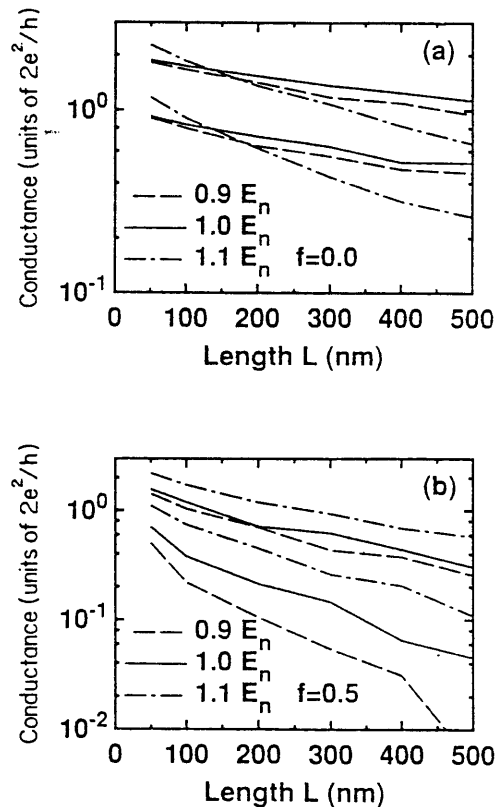 (a)
Conductance (units of 2e²/h)
10⁰
10⁻¹
0.9 Eₙ
1.0 Eₙ
1.1 Eₙ f=0.0
0 100 200 300 400 500
Length L (nm)
(b)
Conductance (units of 2e²/h)
10⁰
10⁻¹
10⁻²
0.9 Eₙ
1.0 Eₙ
1.1 Eₙ f=0.5
0 100 200 300 400 500
Length L (nm)